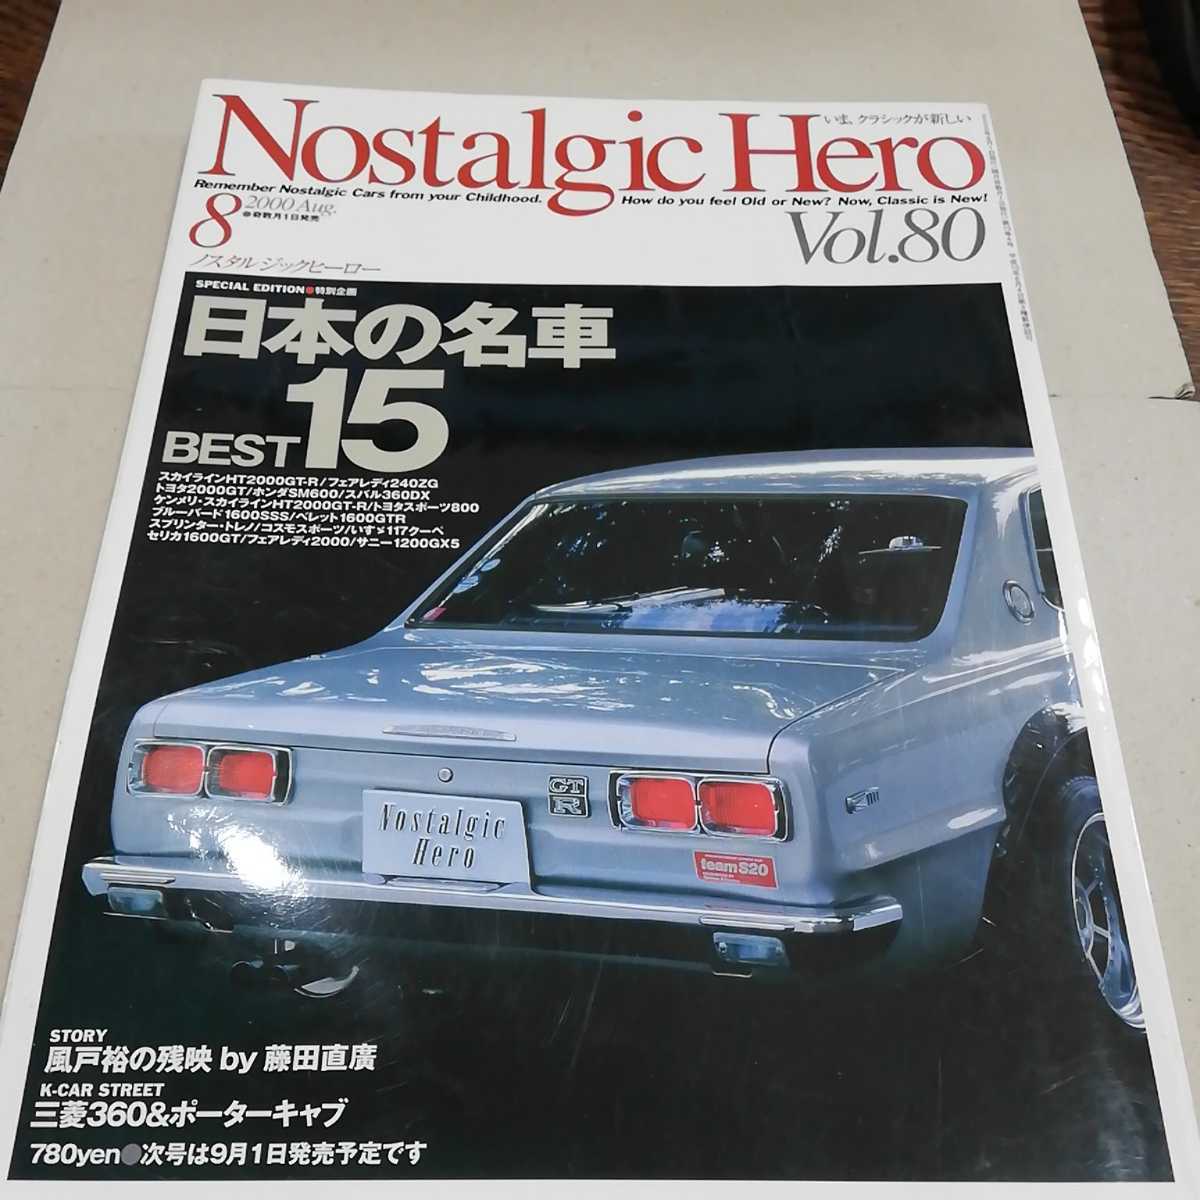 Nostalgic Hero
いま、クラシックが新しい
Remember Nostalgic Cars from your Childhood.
How do you feel Old or New? Now, Classic is New!
8
2000 Aug.
●奇数月1日発売
Vol.80
ノスタルジックヒーロー
SPECIAL EDITION●特別企画
日本の名車
BEST15
スカイラインHT2000GT-R/フェアレディ240ZG
トヨタ2000GT/ホンダSM600/スバル360DX
ケンメリ・スカイラインHT2000GT-R/トヨタスポーツ800
ブルーバード1600SSS/ベレット1600GTR
スプリンター・トレノ/コスモスポーツ/いすゞ117クーペ
セリカ1600GT/フェアレディ2000/サニー1200GX5
GT
R
Nostalgic
Hero
team S20
STORY
風戸裕の残映 by 藤田直廣
K-CAR STREET
三菱360&ポーターキャブ
780yen●次号は9月1日発売予定です